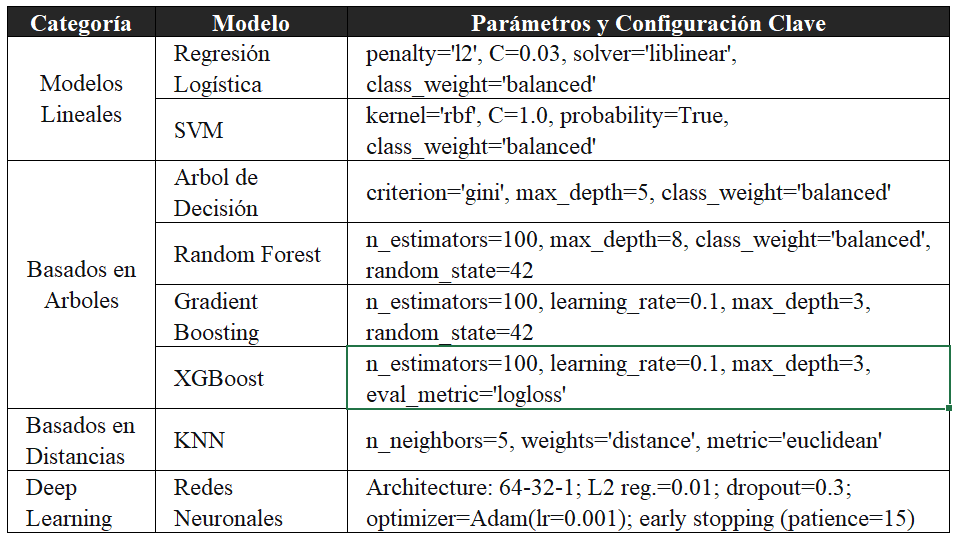 Categoría Modelo Parámetros y Configuración Clave
Modelos
Lineales
Regresión
Logística
penalty='l2', C=0.03, solver='liblinear',
class_weight='balanced'
SVM
kernel='rbf', C=1.0, probability=True,
class_weight='balanced'
Basados en
Arboles
Arbol de
Decisión
criterion='gini', max_depth=5, class_weight='balanced'
Random Forest
n_estimators=100, max_depth=8, class_weight='balanced',
random_state=42
Gradient
Boosting
n_estimators=100, learning_rate=0.1, max_depth=3,
random_state=42
XGBoost
n_estimators=100, learning_rate=0.1, max_depth=3,
eval_metric='logloss'
Basados en
Distancias
KNN
n_neighbors=5, weights='distance', metric='euclidean'
Deep
Learning
Redes
Neuronales
Architecture: 64-32-1; L2 reg.=0.01; dropout=0.3;
optimizer=Adam(lr=0.001); early stopping (patience=15)